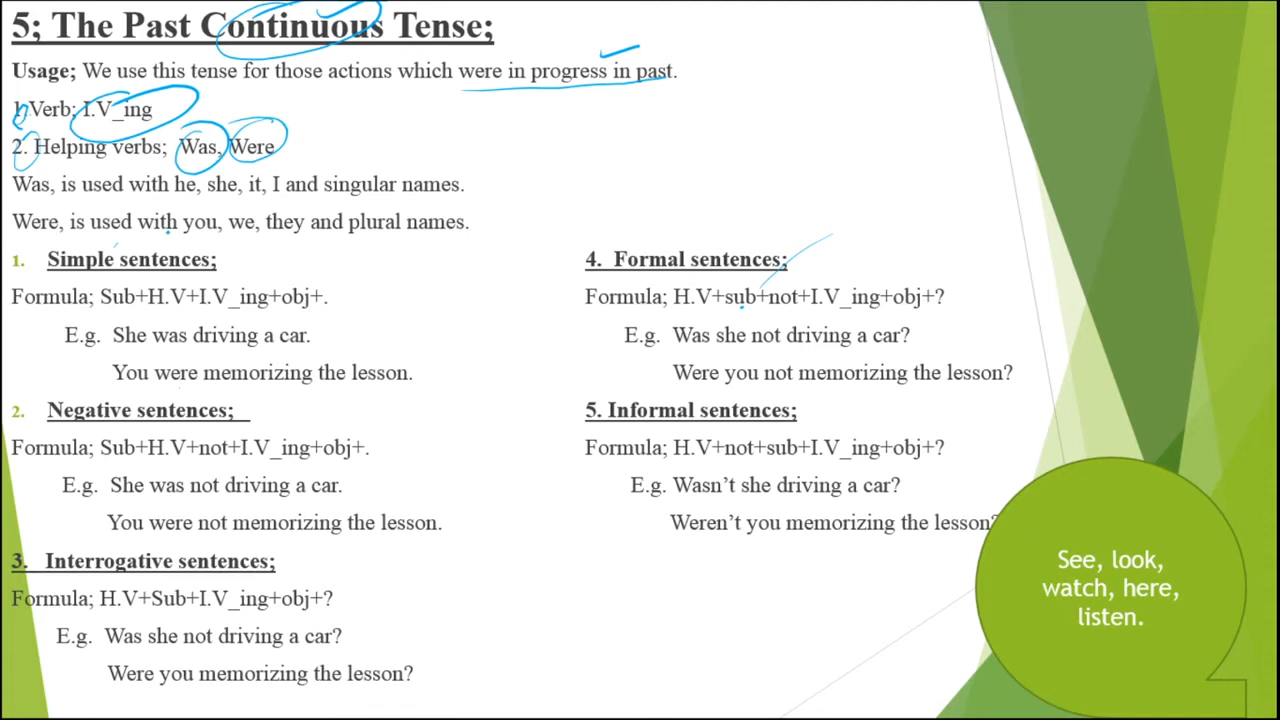 5; The Past Continuous Tense;
Usage; We use this tense for those actions which were in progress in past.
1.Verb; I.V_ing
2. Helping verbs; Was, Were
Was, is used with he, she, it, I and singular names.
Were, is used with you, we, they and plural names.
1. Simple sentences;
Formula; Sub+H.V+I.V_ing+obj+.
E.g. She was driving a car.
You were memorizing the lesson.
2. Negative sentences;
Formula; Sub+H.V+not+I.V_ing+obj+.
E.g. She was not driving a car.
You were not memorizing the lesson.
3. Interrogative sentences;
Formula; H.V+Sub+I.V_ing+obj+?
E.g. Was she not driving a car?
Were you memorizing the lesson?
4. Formal sentences;
Formula; H.V+sub+not+I.V_ing+obj+?
E.g. Was she not driving a car?
Were you not memorizing the lesson?
5. Informal sentences;
Formula; H.V+not+sub+I.V_ing+obj+?
E.g. Wasn't she driving a car?
Weren't you memorizing the lesson?
See, look,
watch, here,
listen.